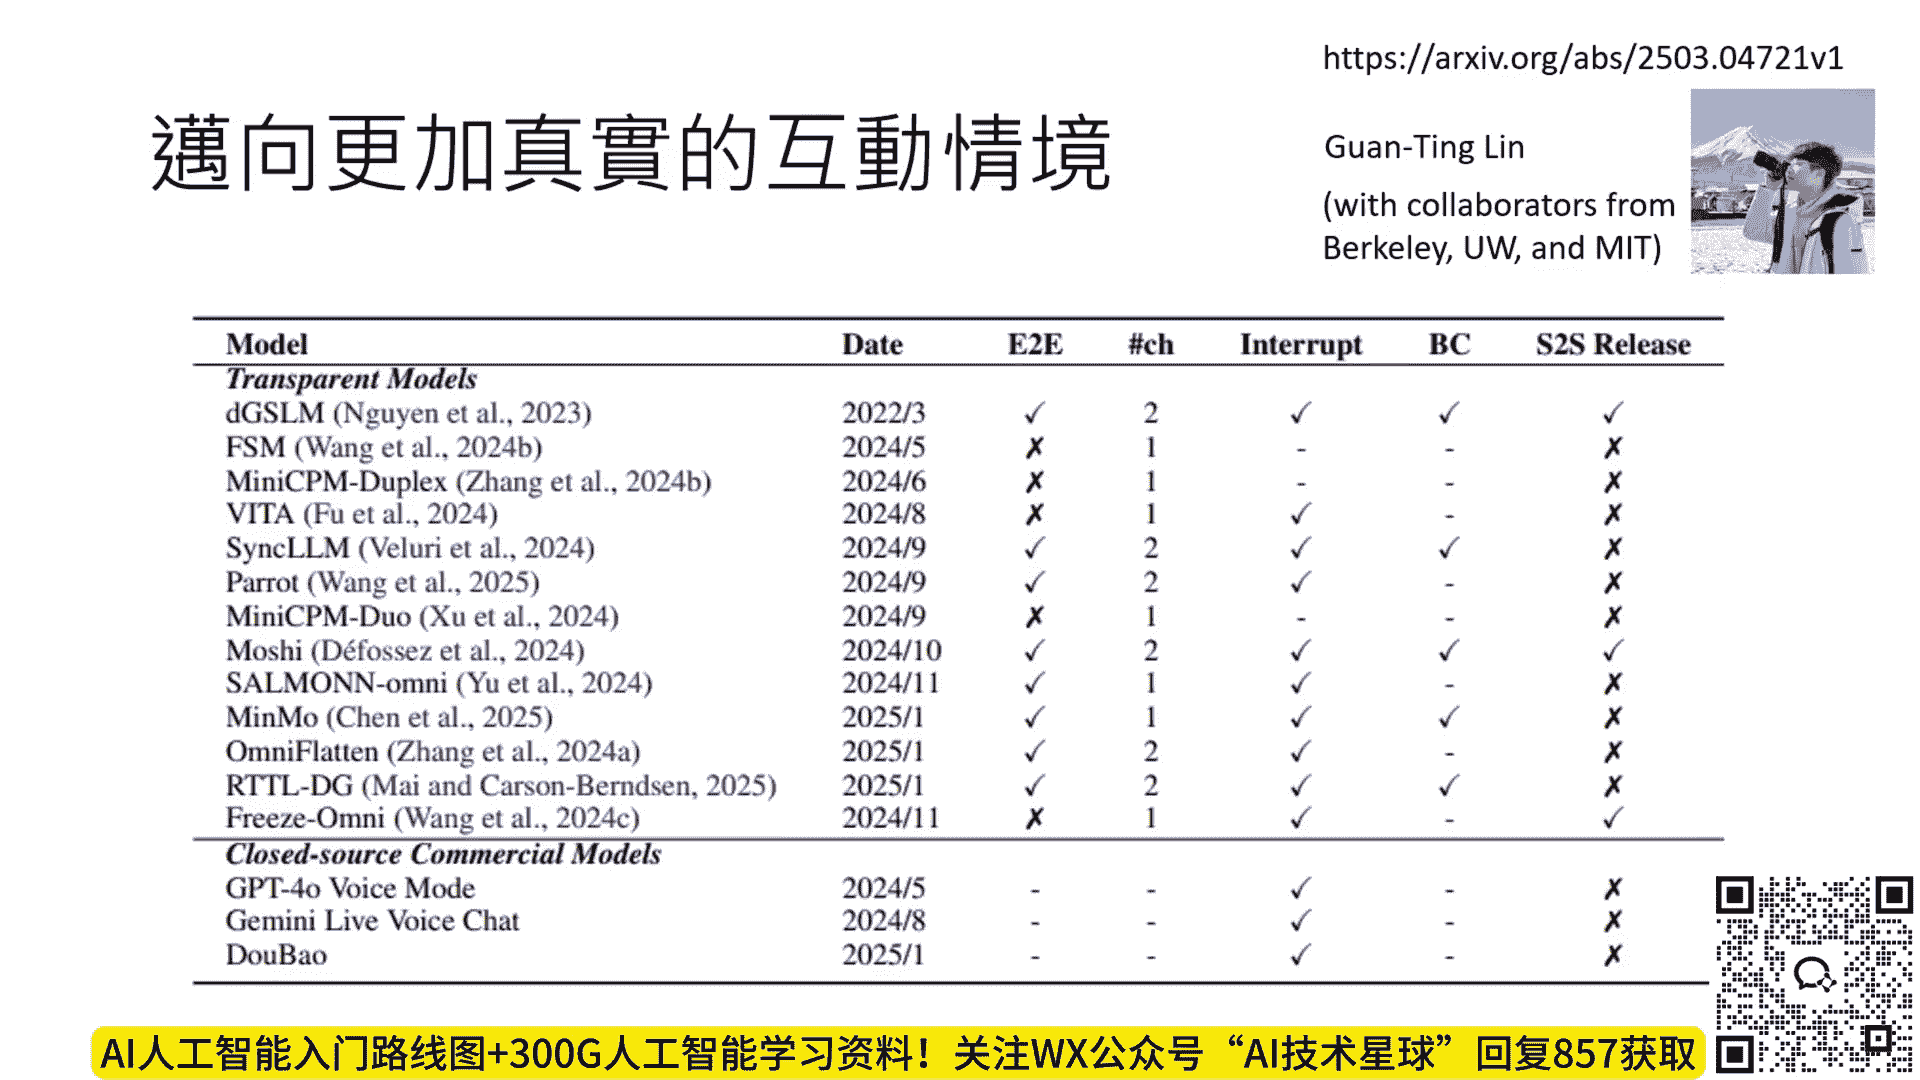 https://arxiv.org/abs/2503.04721v1
邁向更加真實的互動情境
Guan-Ting Lin
(with collaborators from
Berkeley, UW, and MIT)
Model Date E2E #ch Interrupt BC S2S Release
Transparent Models
dGSLM (Nguyen et al., 2023) 2022/3 ✓ 2 ✓ ✓ ✓
FSM (Wang et al., 2024b) 2024/5 ✗ 1 - - ✗
MiniCPM-Duplex (Zhang et al., 2024b) 2024/6 ✗ 1 - - ✗
VITA (Fu et al., 2024) 2024/8 ✗ 1 ✓ - ✗
SyncLLM (Veluri et al., 2024) 2024/9 ✓ 2 ✓ ✓ ✗
Parrot (Wang et al., 2025) 2024/9 ✓ 2 ✓ - ✗
MiniCPM-Duo (Xu et al., 2024) 2024/9 ✗ 1 - - ✗
Moshi (Défossez et al., 2024) 2024/10 ✓ 2 ✓ ✓ ✓
SALMONN-omni (Yu et al., 2024) 2024/11 ✓ 1 ✓ - ✗
MinMo (Chen et al., 2025) 2025/1 ✓ 1 ✓ ✓ ✗
OmniFlatten (Zhang et al., 2024a) 2025/1 ✓ 2 ✓ - ✗
RTTL-DG (Mai and Carson-Berndsen, 2025) 2025/1 ✓ 2 ✓ ✓ ✗
Freeze-Omni (Wang et al., 2024c) 2024/11 ✗ 1 ✓ - ✓
Closed-source Commercial Models
GPT-4o Voice Mode 2024/5 - - ✓ - ✗
Gemini Live Voice Chat 2024/8 - - ✓ - ✗
DouBao 2025/1 - - ✓ - ✗
AI人工智能入门路线图+300G人工智能学习资料！关注WX公众号“AI技术星球”回复857获取